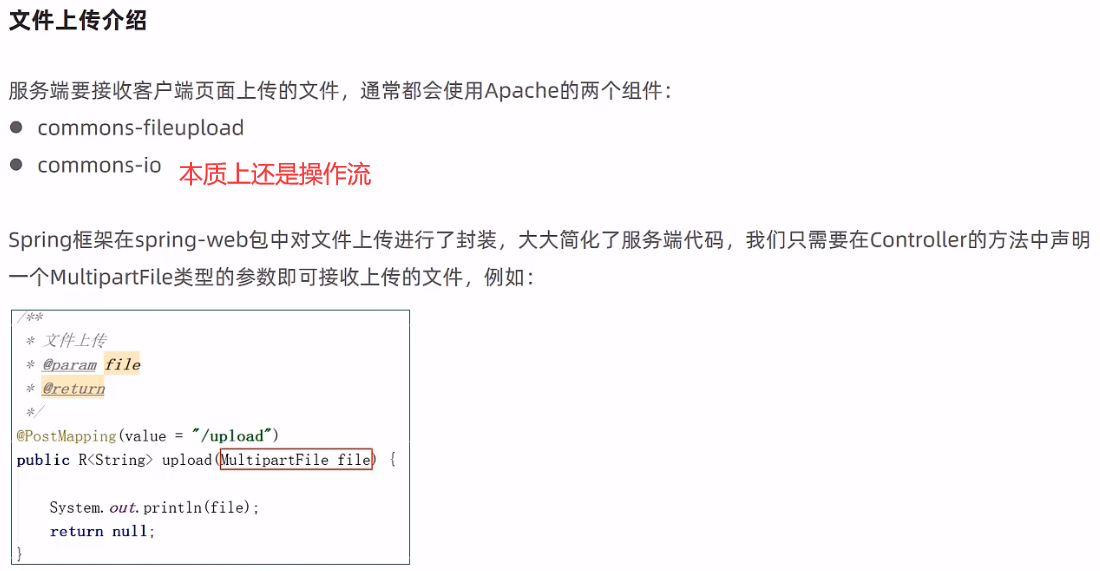 文件上传介绍
服务端要接收客户端页面上传的文件，通常都会使用Apache的两个组件：
● commons-fileupload
● commons-io 本质上还是操作流
Spring框架在spring-web包中对文件上传进行了封装，大大简化了服务端代码，我们只需要在Controller的方法中声明
一个MultipartFile类型的参数即可接收上传的文件，例如：
/**
* 文件上传
* @param file
* @return
*/
@PostMapping(value = "/upload")
public R<String> upload(MultipartFile file) {
System.out.println(file);
return null;
}